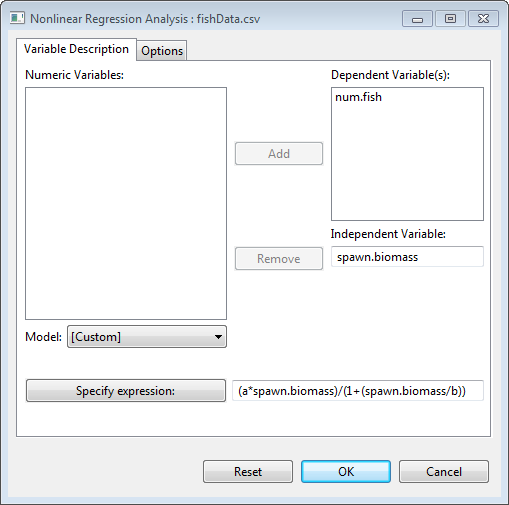 Nonlinear Regression Analysis : fishData.csv
Variable Description
Options
Numeric Variables:
Dependent Variable(s):
num.fish
Add
Independent Variable:
Remove
spawn.biomass
Model:
[Custom]
Specify expression:
(a*spawn.biomass)/(1+(spawn.biomass/b))
Reset
OK
Cancel